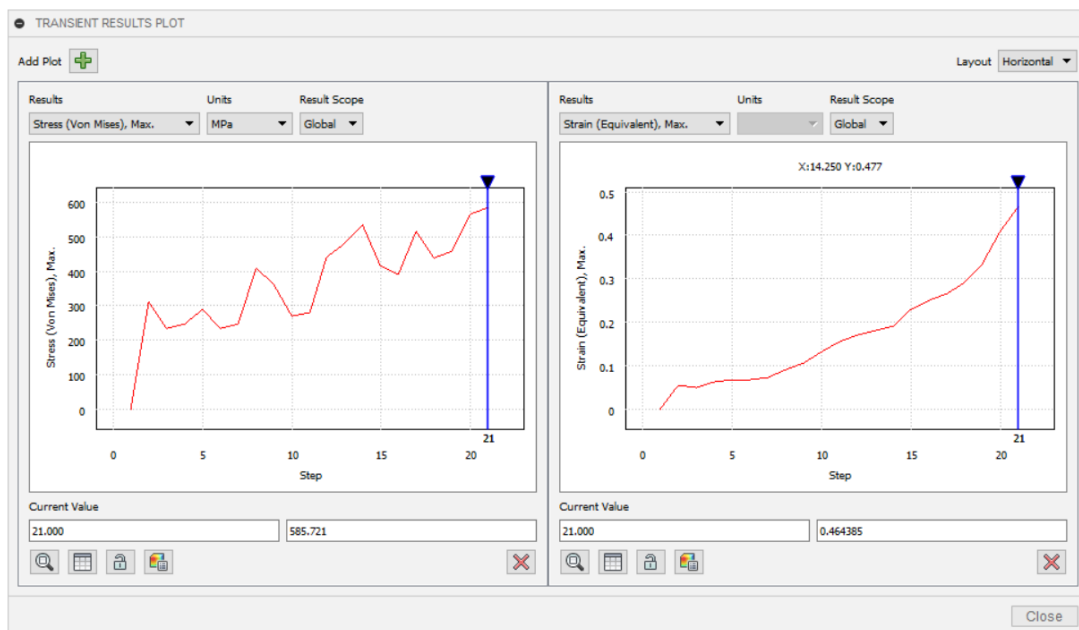 TRANSIENT RESULTS PLOT
Add Plot
Layout Horizontal
Results Units Result Scope
Stress (Von Mises), Max. MPa Global
600
500
400
300
200
100
0
Stress (Von Mises), Max.
21
0 5 10 15 20
Step
Current Value
21.000 585.721
Results Units Result Scope
Strain (Equivalent), Max. Global
X:14.250 Y:0.477
0.5
0.4
0.3
0.2
0.1
0
Strain (Equivalent), Max.
21
0 5 10 15 20
Step
Current Value
21.000 0.464385
Close